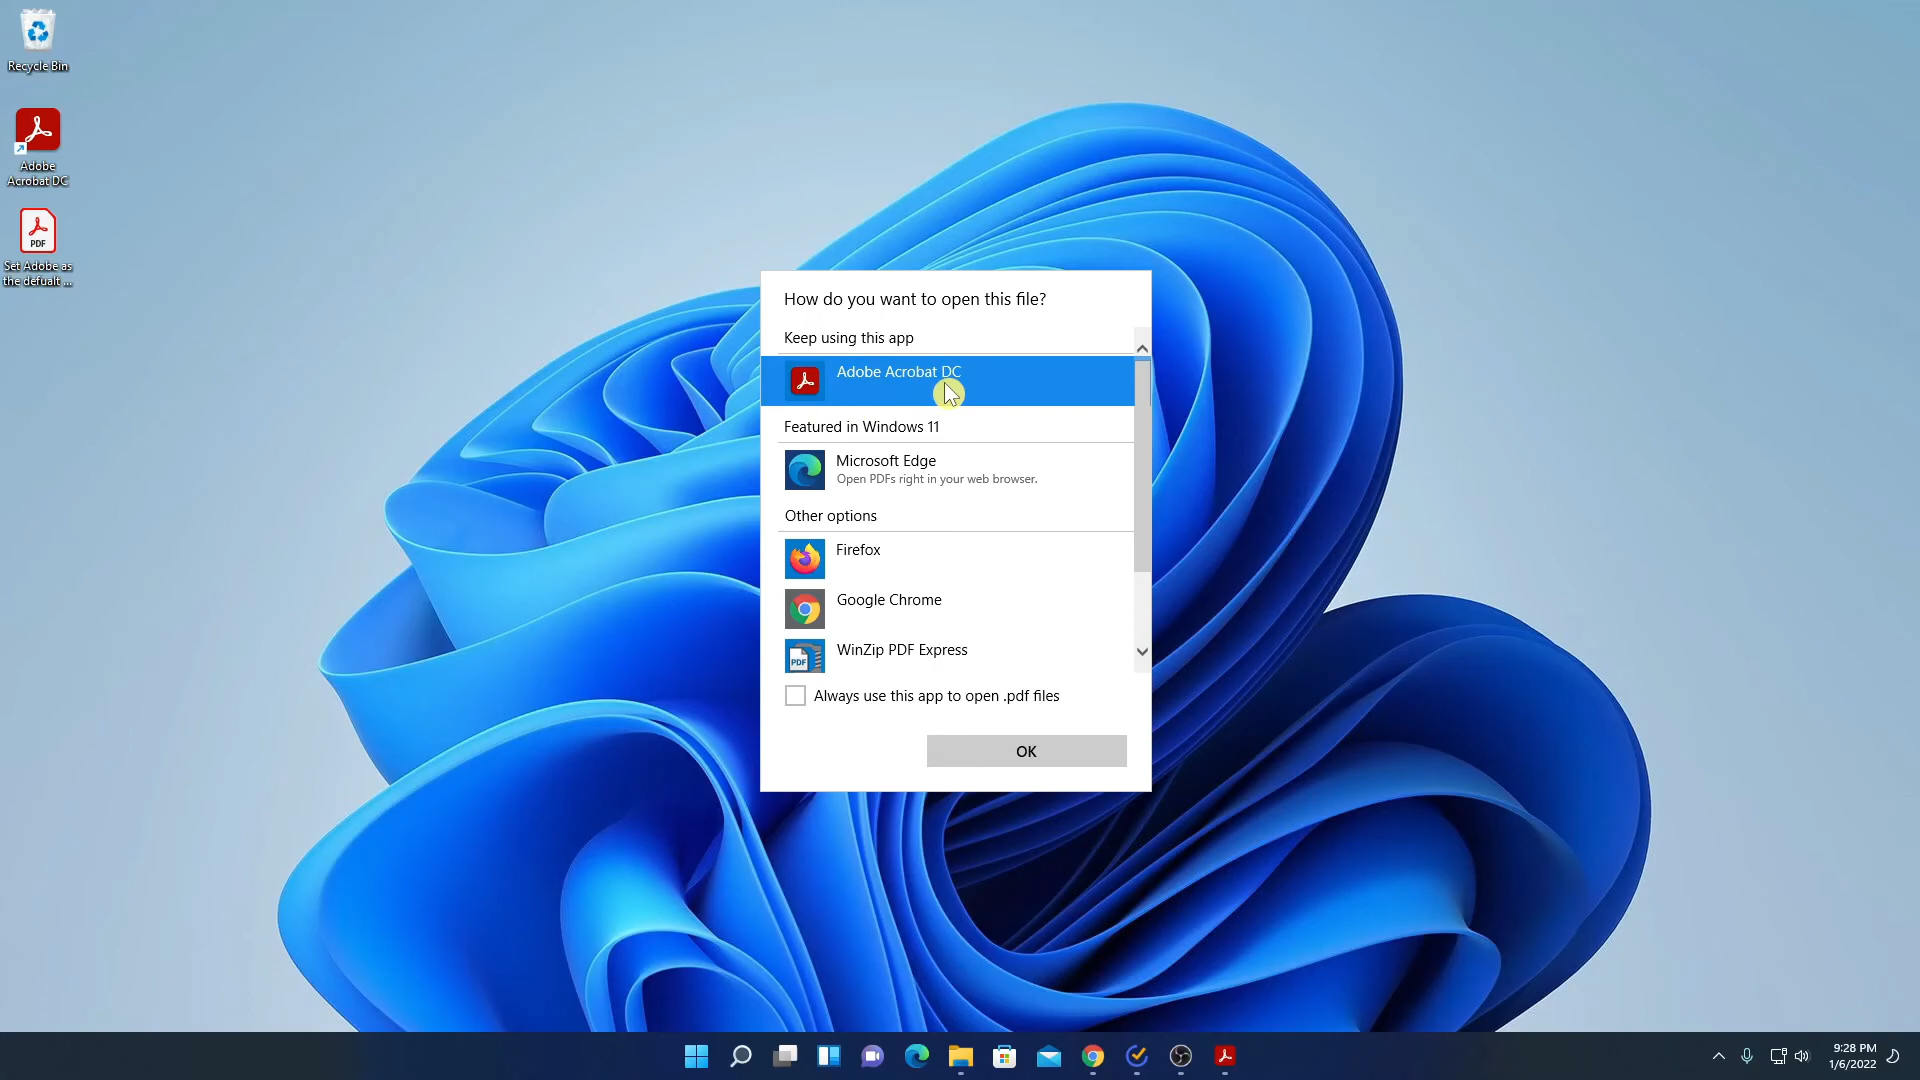 Recycle Bin
Adobe
Acrobat DC
PDF
Set Adobe as
the defualt ...
How do you want to open this file?
Keep using this app
Adobe Acrobat DC
Featured in Windows 11
Microsoft Edge
Open PDFs right in your web browser.
Other options
Firefox
Google Chrome
PDF
WinZip PDF Express
Always use this app to open .pdf files
OK
9:28 PM
1/6/2022